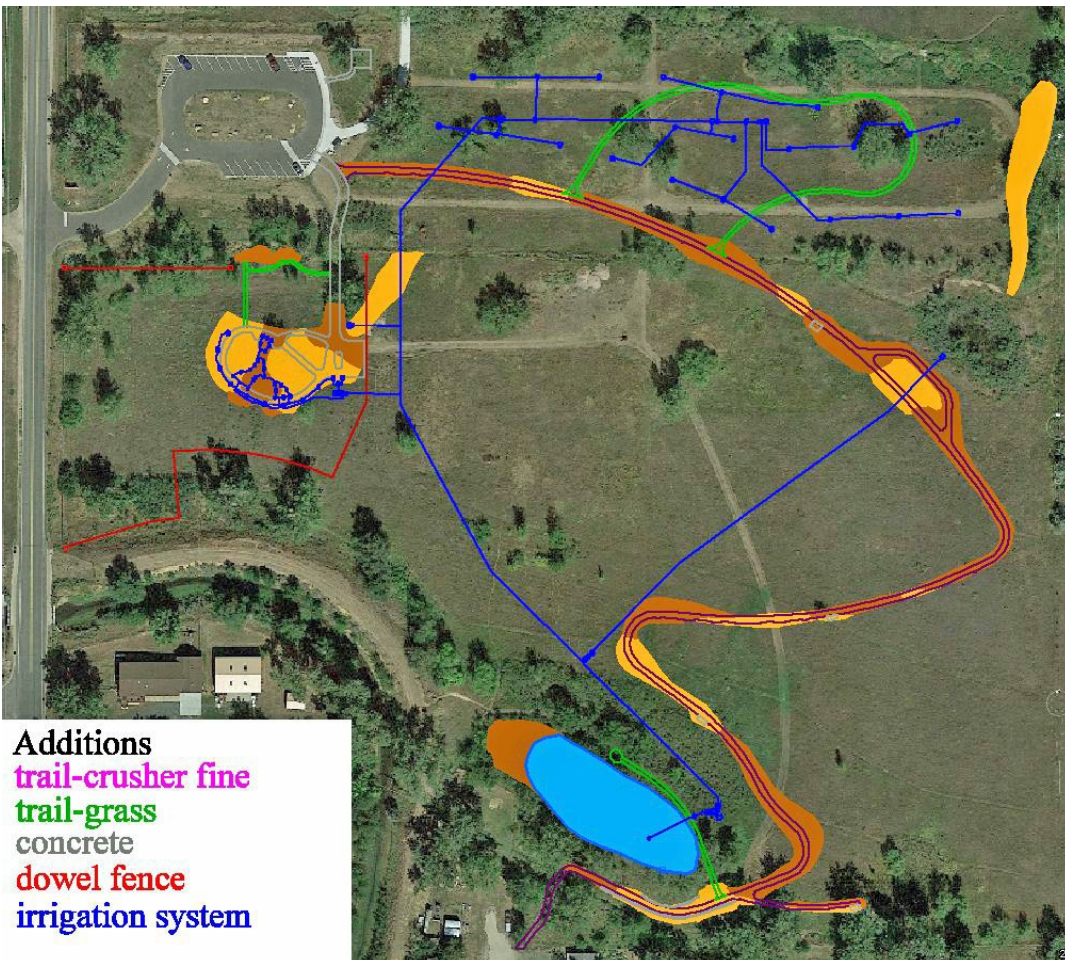 Additions
trail-crusher fine
trail-grass
concrete
dowel fence
irrigation system